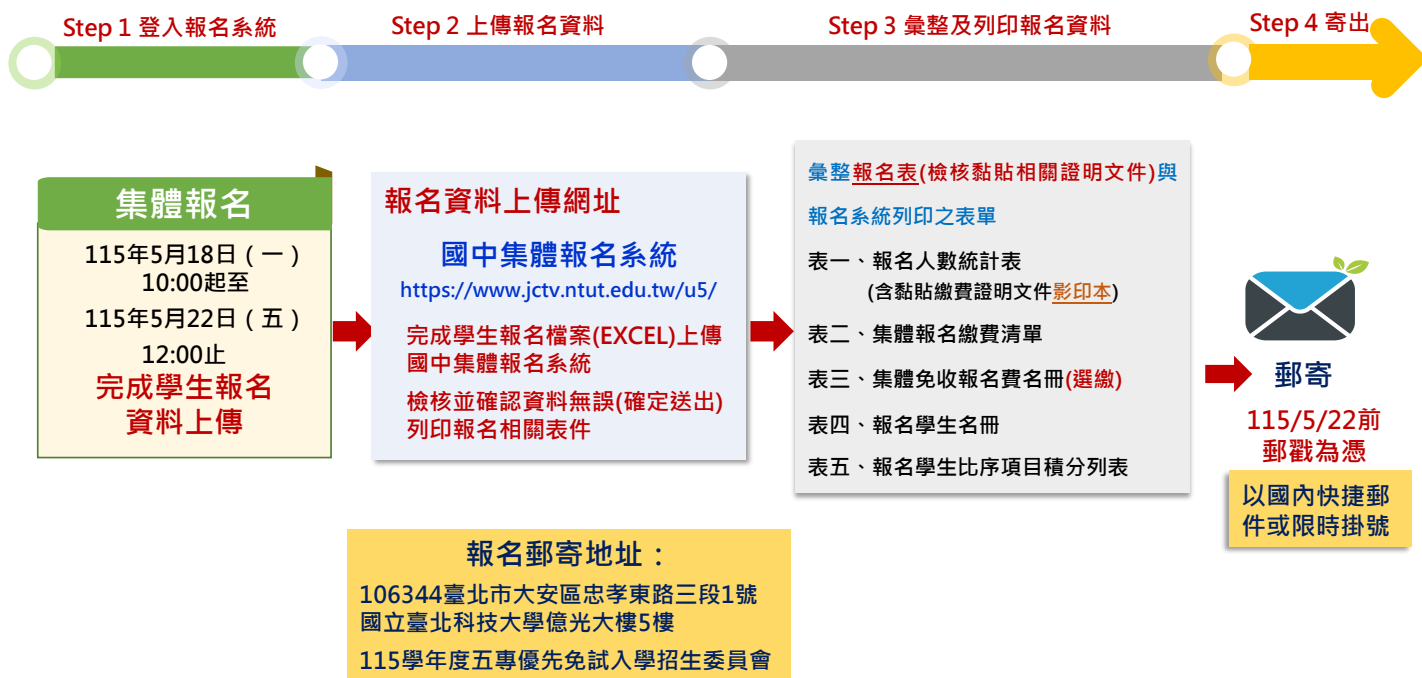 Step 1 登入報名系統
Step 2 上傳報名資料
Step 3 彙整及列印報名資料
Step 4 寄出
集體報名
115年5月18日（一）
10:00起至
115年5月22日（五）
12:00止
完成學生報名
資料上傳
報名資料上傳網址
國中集體報名系統
https://www.jctv.ntut.edu.tw/u5/
完成學生報名檔案(EXCEL)上傳
國中集體報名系統
檢核並確認資料無誤(確定送出)
列印報名相關表件
彙整報名表(檢核黏貼相關證明文件)與
報名系統列印之表單
表一、報名人數統計表
(含黏貼繳費證明文件影印本)
表二、集體報名繳費清單
表三、集體免收報名費名冊(選繳)
表四、報名學生名冊
表五、報名學生比序項目積分列表
郵寄
115/5/22前
郵戳為憑
以國內快捷郵
件或限時掛號
報名郵寄地址：
106344臺北市大安區忠孝東路三段1號
國立臺北科技大學億光大樓5樓
115學年度五專優先免試入學招生委員會